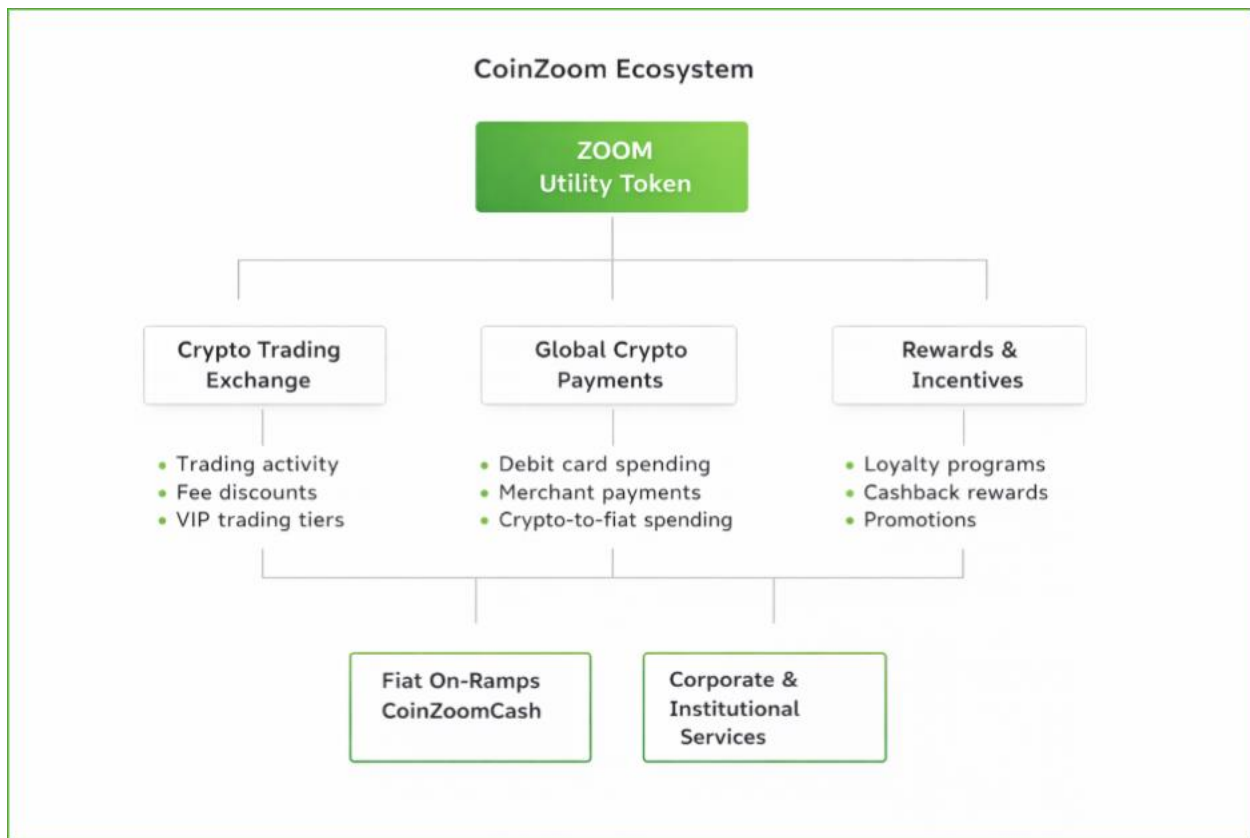 CoinZoom Ecosystem
ZOOM
Utility Token
Crypto Trading
Exchange
Global Crypto
Payments
Rewards &
Incentives
• Trading activity
• Fee discounts
• VIP trading tiers
• Debit card spending
• Merchant payments
• Crypto-to-fiat spending
• Loyalty programs
• Cashback rewards
• Promotions
Fiat On-Ramps
CoinZoomCash
Corporate &
Institutional
Services